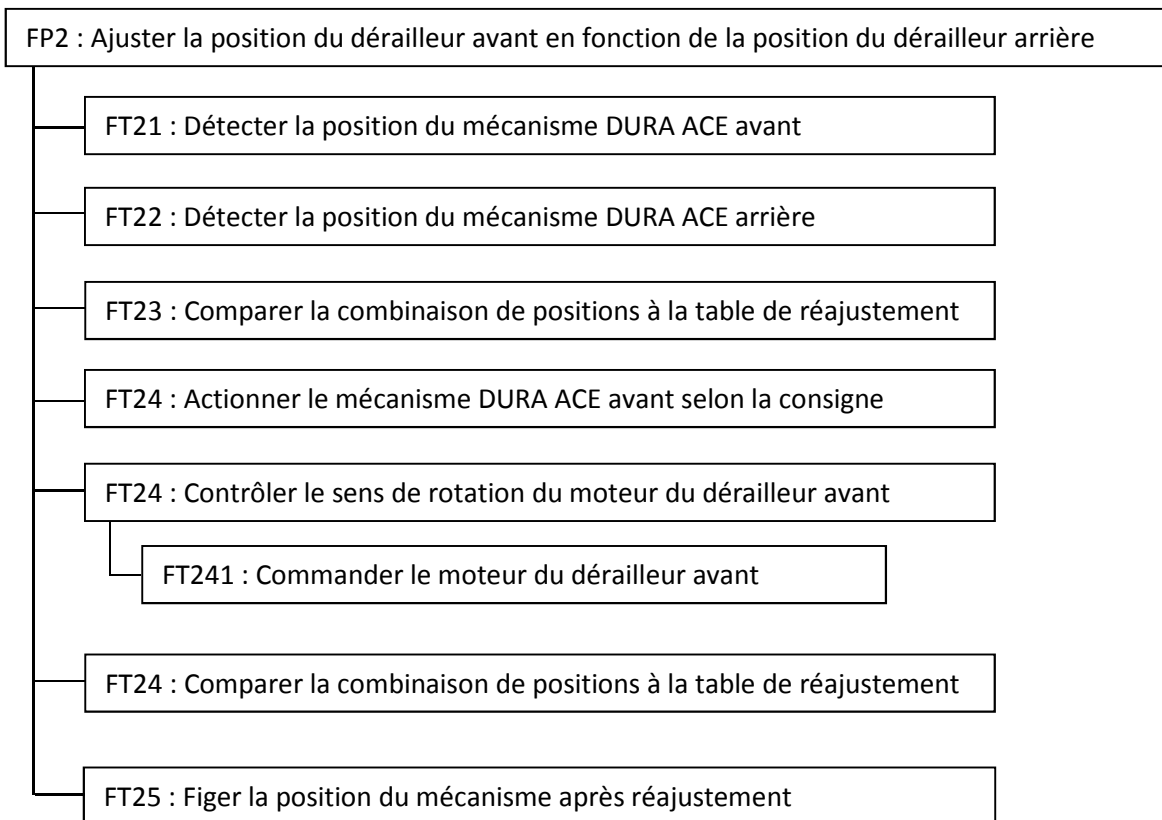 FP2 : Ajuster la position du dérailleur avant en fonction de la position du dérailleur arrière
FT21 : Détecter la position du mécanisme DURA ACE avant
FT22 : Détecter la position du mécanisme DURA ACE arrière
FT23 : Comparer la combinaison de positions à la table de réajustement
FT24 : Actionner le mécanisme DURA ACE avant selon la consigne
FT24 : Contrôler le sens de rotation du moteur du dérailleur avant
FT241 : Commander le moteur du dérailleur avant
FT24 : Comparer la combinaison de positions à la table de réajustement
FT25 : Figer la position du mécanisme après réajustement